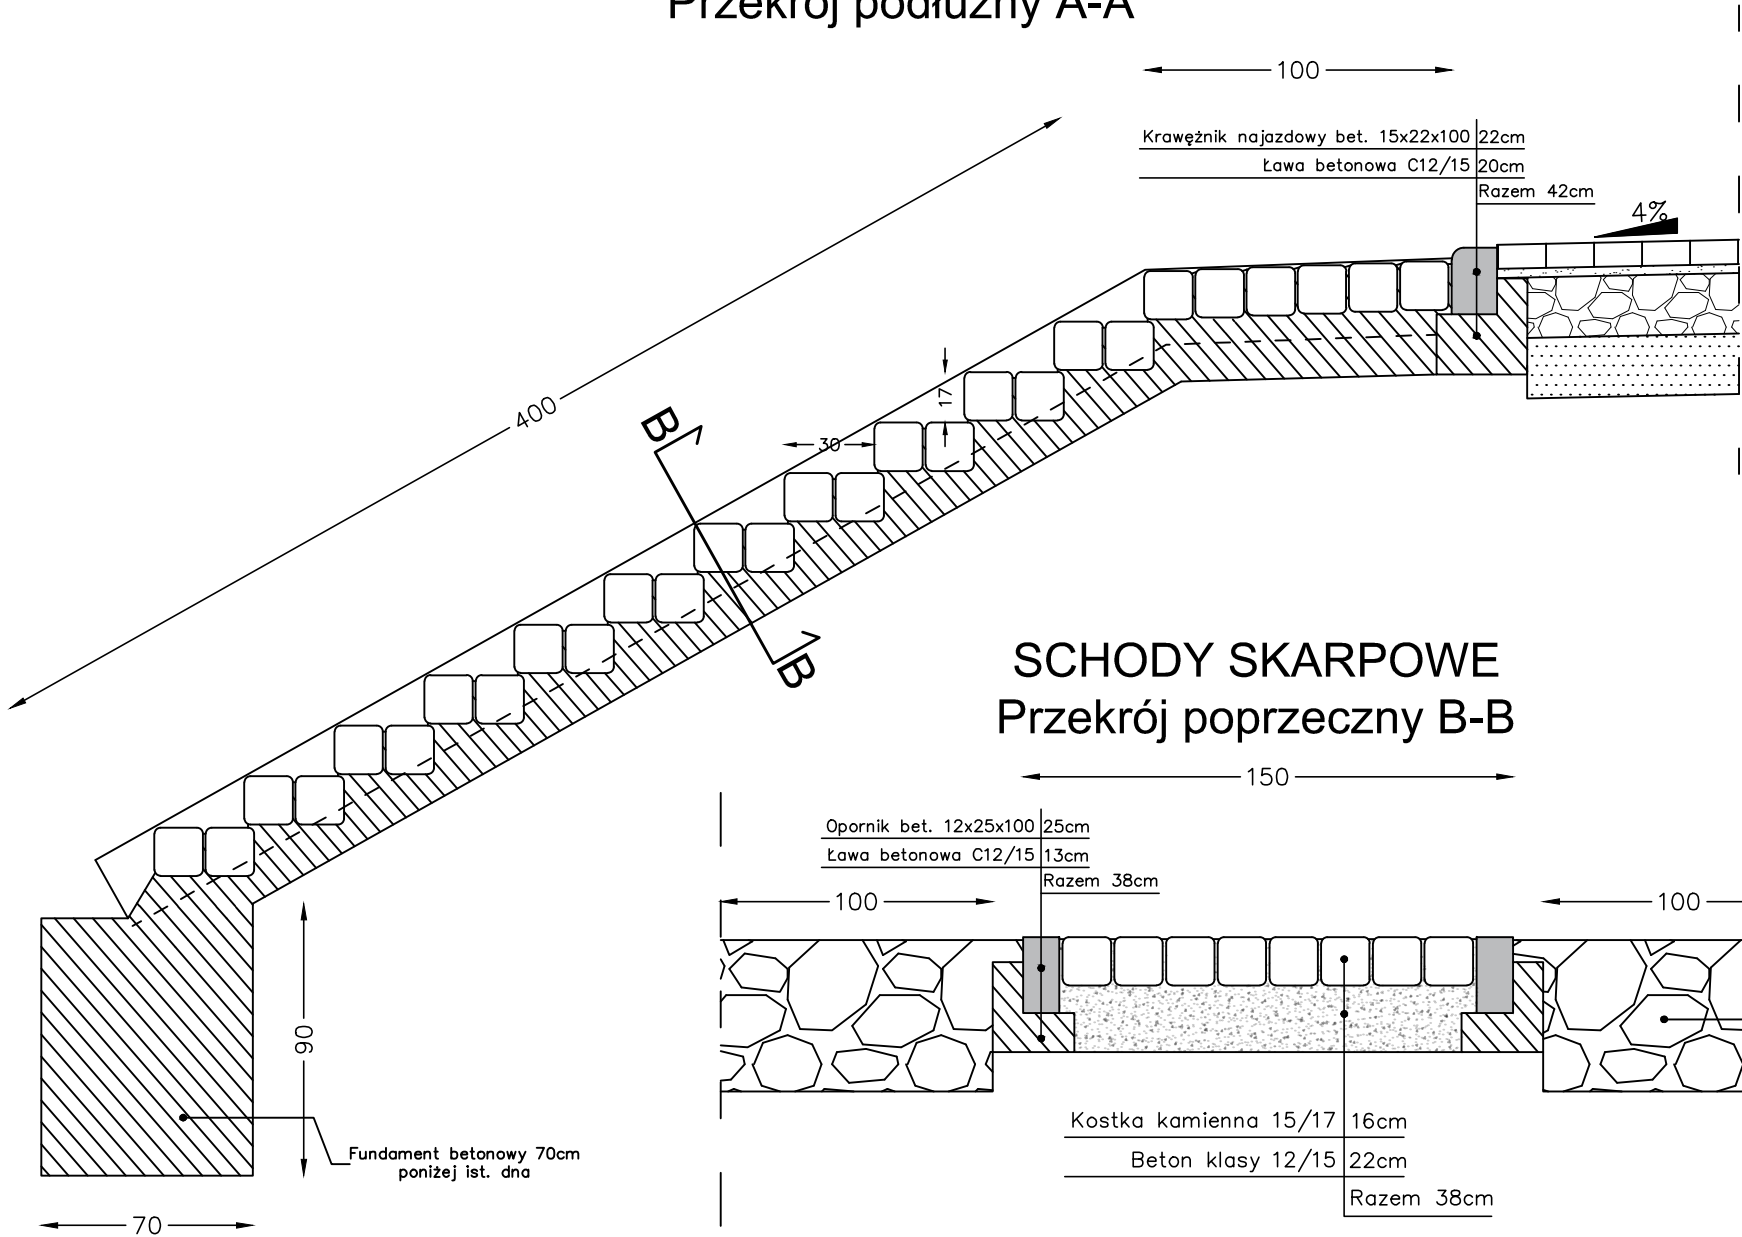 Przekrój podłużny A-A
100
Krawężnik najazdowy bet. 15x22x100 22cm
Ława betonowa C12/15 20cm
Razem 42cm
4%
400
17
30
B
B
SCHODY SKARPOWE
Przekrój poprzeczny B-B
150
Opornik bet. 12x25x100 25cm
Ława betonowa C12/15 13cm
Razem 38cm
100
100
90
Fundament betonowy 70cm
poniżej ist. dna
70
Kostka kamienna 15/17 16cm
Beton klasy 12/15 22cm
Razem 38cm